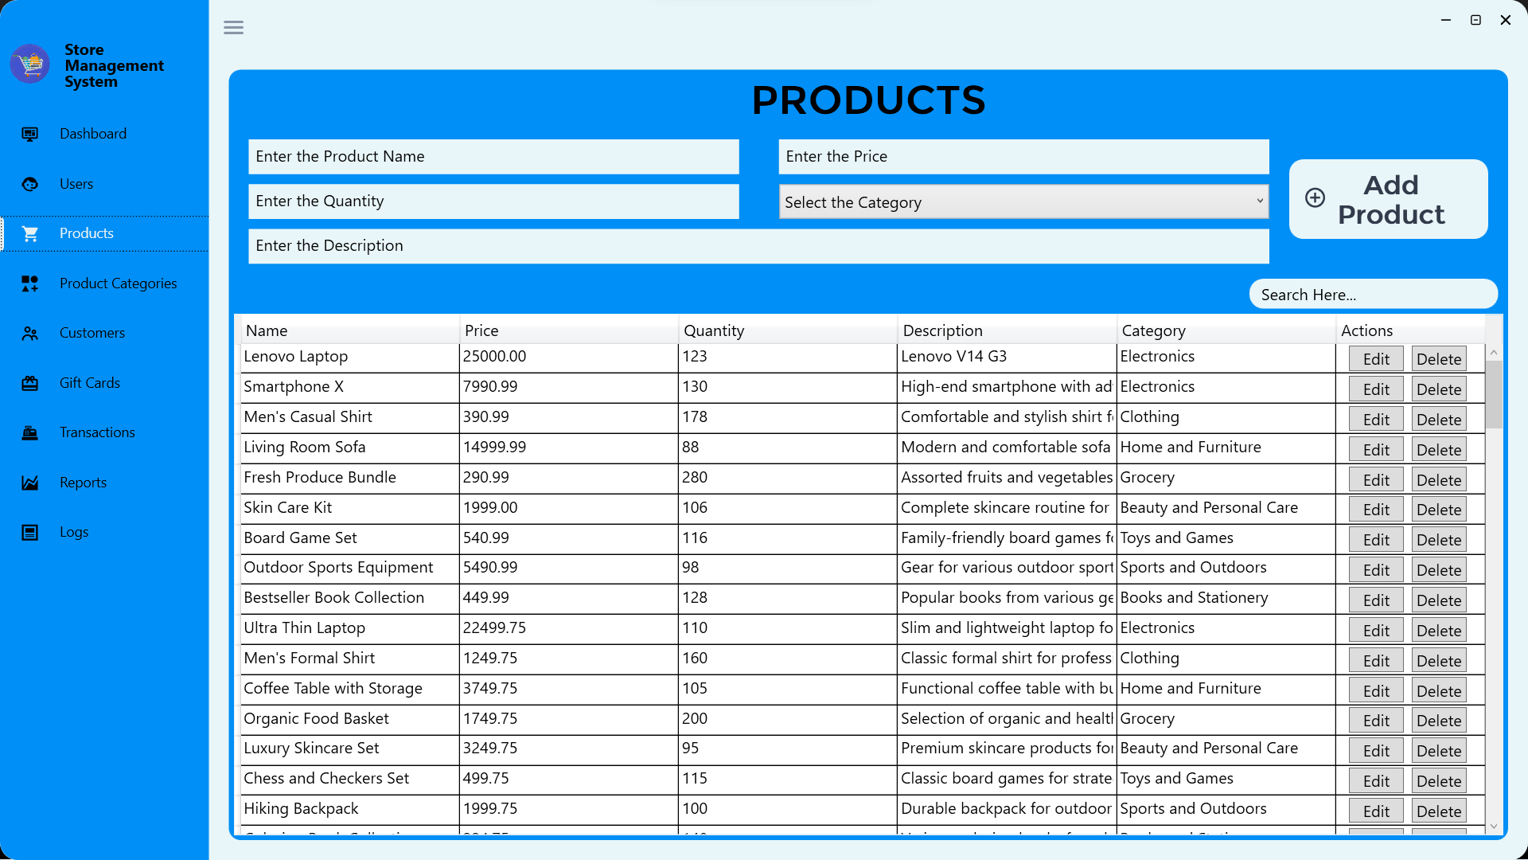 Store
Management
System
Dashboard
Users
Products
Product Categories
Customers
Gift Cards
Transactions
Reports
Logs
PRODUCTS
Enter the Product Name
Enter the Price
Enter the Quantity
Select the Category
Enter the Description
Add
Product
Search Here...
Name Price Quantity Description Category Actions
Lenovo Laptop 25000.00 123 Lenovo V14 G3 Electronics Edit Delete
Smartphone X 7990.99 130 High-end smartphone with ad Electronics Edit Delete
Men's Casual Shirt 390.99 178 Comfortable and stylish shirt f Clothing Edit Delete
Living Room Sofa 14999.99 88 Modern and comfortable sofa Home and Furniture Edit Delete
Fresh Produce Bundle 290.99 280 Assorted fruits and vegetables Grocery Edit Delete
Skin Care Kit 1999.00 106 Complete skincare routine for Beauty and Personal Care Edit Delete
Board Game Set 540.99 116 Family-friendly board games fo Toys and Games Edit Delete
Outdoor Sports Equipment 5490.99 98 Gear for various outdoor sport Sports and Outdoors Edit Delete
Bestseller Book Collection 449.99 128 Popular books from various ge Books and Stationery Edit Delete
Ultra Thin Laptop 22499.75 110 Slim and lightweight laptop fo Electronics Edit Delete
Men's Formal Shirt 1249.75 160 Classic formal shirt for profess Clothing Edit Delete
Coffee Table with Storage 3749.75 105 Functional coffee table with bu Home and Furniture Edit Delete
Organic Food Basket 1749.75 200 Selection of organic and healt Grocery Edit Delete
Luxury Skincare Set 3249.75 95 Premium skincare products for Beauty and Personal Care Edit Delete
Chess and Checkers Set 499.75 115 Classic board games for strate Toys and Games Edit Delete
Hiking Backpack 1999.75 100 Durable backpack for outdoor Sports and Outdoors Edit Delete